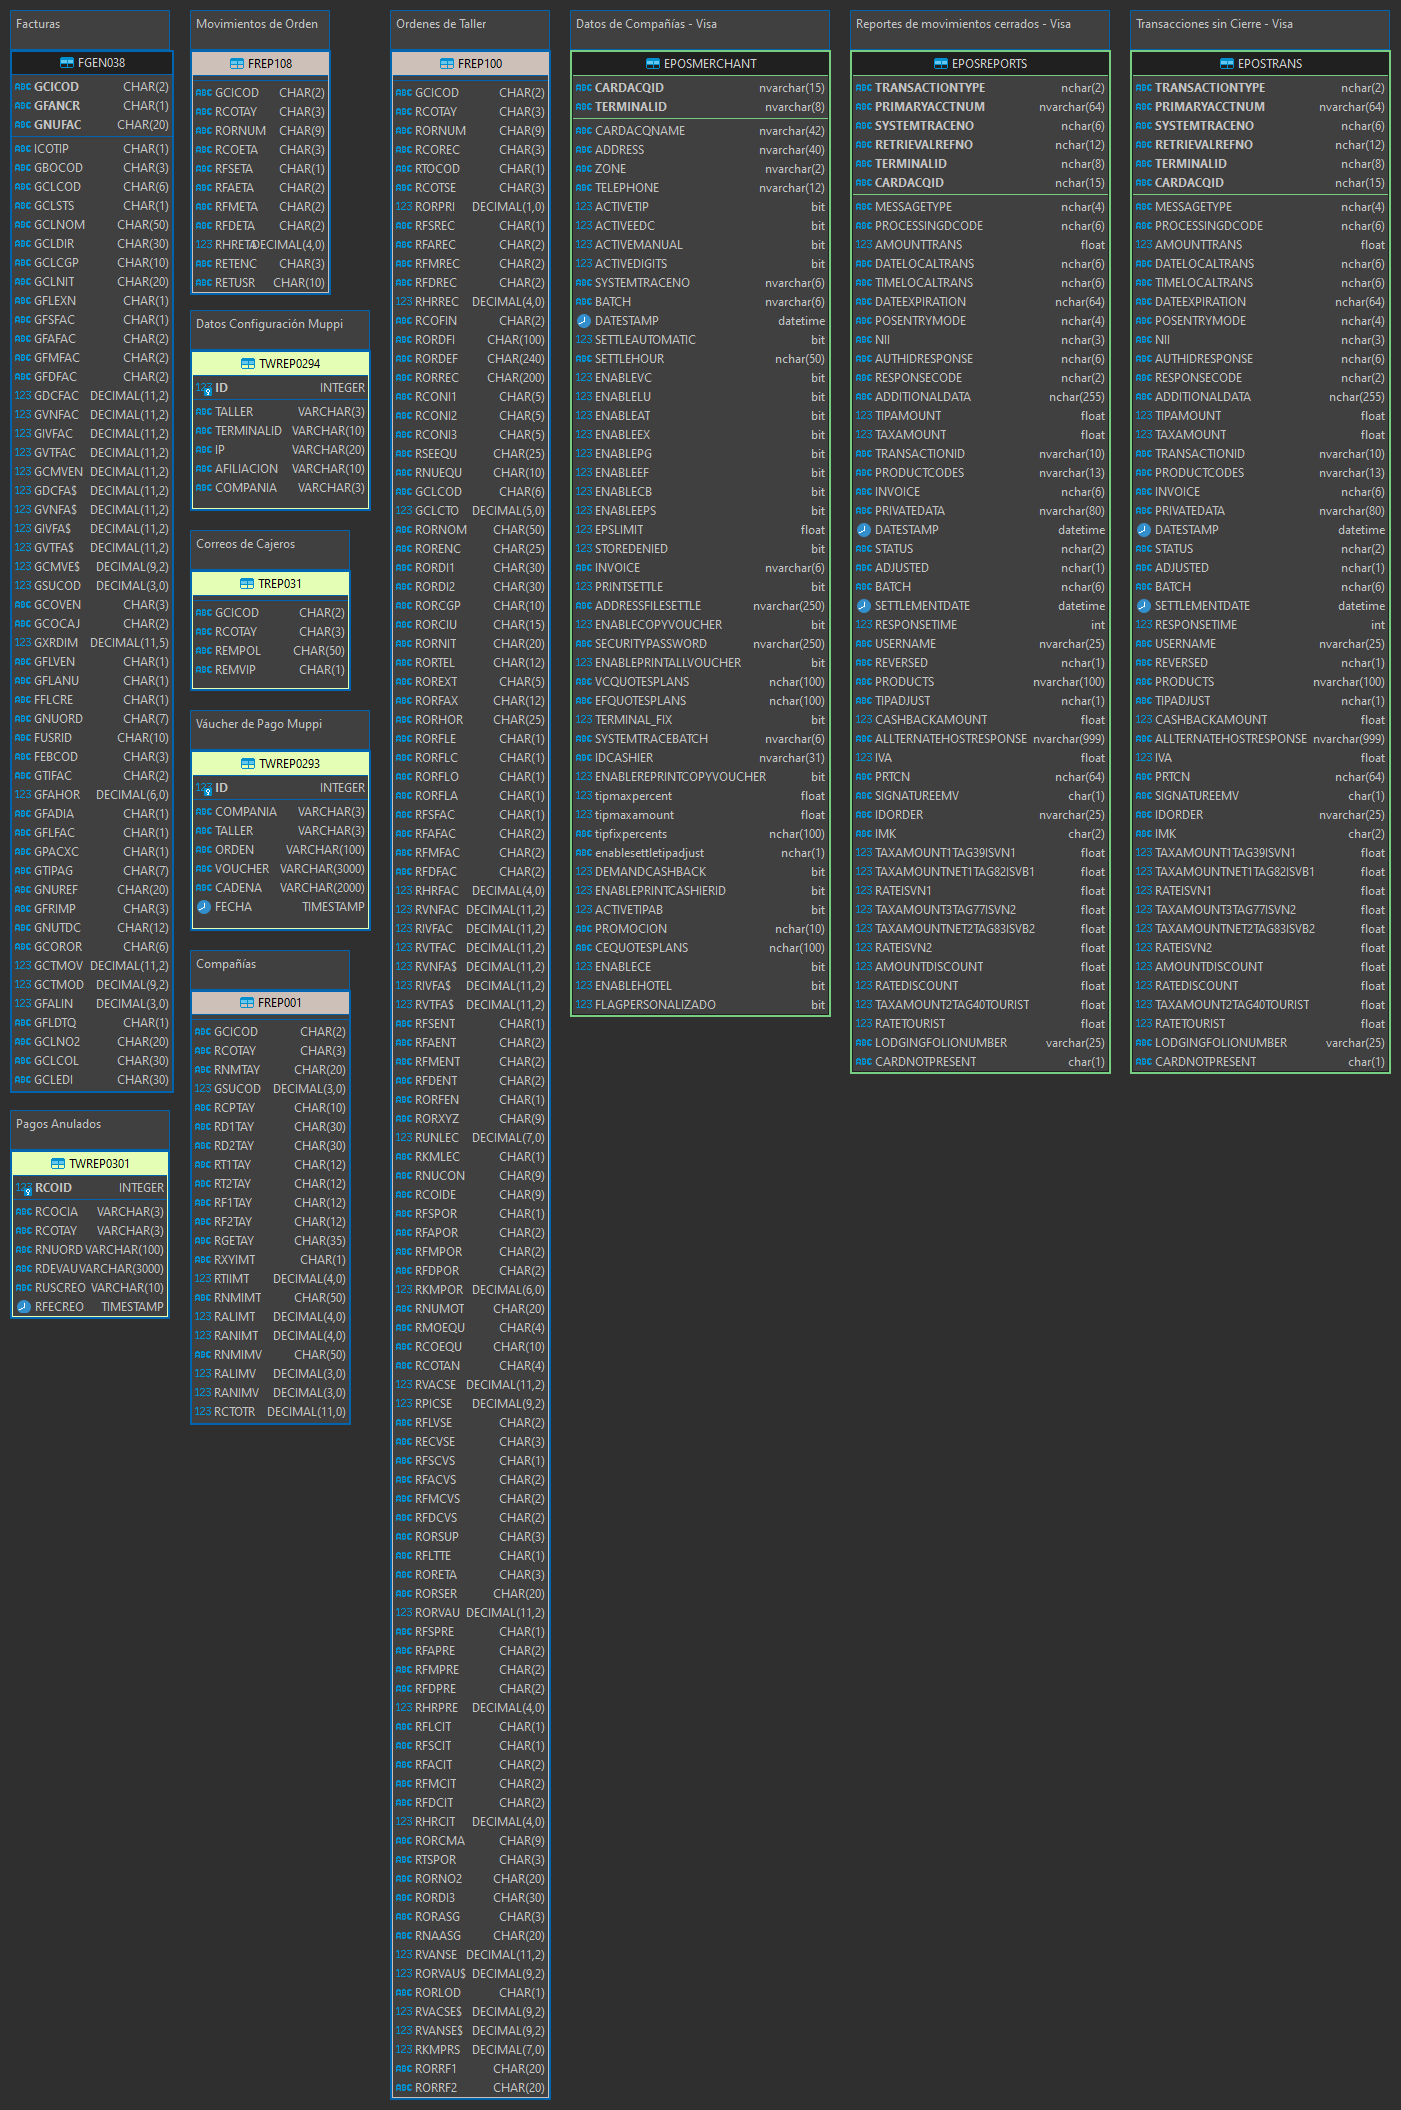 Facturas
FGEN038
GCICOD CHAR(2)
GFANCR CHAR(1)
GNUFAC CHAR(20)
ICOTIP CHAR(1)
GBOCOD CHAR(3)
GCLCOD CHAR(6)
GCLSTS CHAR(1)
GCLNOM CHAR(50)
GCLDIR CHAR(30)
GCLCGP CHAR(10)
GCLNIT CHAR(20)
GFLEXN CHAR(1)
GFSFAC CHAR(1)
GFAFAC CHAR(2)
GFMFAC CHAR(2)
GFDFAC CHAR(2)
GDCFAC DECIMAL(11,2)
GVNFAC DECIMAL(11,2)
GIVFAC DECIMAL(11,2)
GVTFAC DECIMAL(11,2)
GCMVEN DECIMAL(11,2)
GDCFA$ DECIMAL(11,2)
GVNFA$ DECIMAL(11,2)
GIVFA$ DECIMAL(11,2)
GVTFA$ DECIMAL(11,2)
GCMVE$ DECIMAL(9,2)
GSUCOD DECIMAL(3,0)
GCOVEN CHAR(3)
GCOCAJ CHAR(2)
GXRDIM DECIMAL(11,5)
GFLVEN CHAR(1)
GFLANU CHAR(1)
FFLCRE CHAR(1)
GNUORD CHAR(7)
FUSRID CHAR(10)
FEBCOD CHAR(3)
GTIFAC CHAR(2)
GFAHOR DECIMAL(6,0)
GFADIA CHAR(1)
GFLFAC CHAR(1)
GPACXC CHAR(1)
GTIPAG CHAR(7)
GNUREF CHAR(20)
GFRIMP CHAR(3)
GNUTDC CHAR(12)
GCOROR CHAR(6)
GCTMOV DECIMAL(11,2)
GCTMOD DECIMAL(9,2)
GFALIN DECIMAL(3,0)
GFLDTQ CHAR(1)
GCLNO2 CHAR(20)
GCLCOL CHAR(30)
GCLEDI CHAR(30)
Pagos Anulados
TWREP0301
RCOID INTEGER
RCOCIA VARCHAR(3)
RCOTAY VARCHAR(3)
RNUORD VARCHAR(100)
RDEVAU VARCHAR(3000)
RUSCREO VARCHAR(10)
RFECREO TIMESTAMP
Movimientos de Orden
FREP108
GCICOD CHAR(2)
RCOTAY CHAR(3)
RORNUM CHAR(9)
RCOETA CHAR(3)
RFSETA CHAR(1)
RFAETA CHAR(2)
RFMETA CHAR(2)
RFDETA CHAR(2)
RHRETA DECIMAL(4,0)
RETENC CHAR(3)
RETUSR CHAR(10)
Datos Configuración Muppi
TWREP0294
ID INTEGER
TALLER VARCHAR(3)
TERMINALID VARCHAR(10)
IP VARCHAR(20)
AFILIACION VARCHAR(10)
COMPANIA VARCHAR(3)
Correos de Cajeros
TREP031
GCICOD CHAR(2)
RCOTAY CHAR(3)
REMPOL CHAR(50)
REMVIP CHAR(1)
Váucher de Pago Muppi
TWREP0293
ID INTEGER
COMPANIA VARCHAR(3)
TALLER VARCHAR(3)
ORDEN VARCHAR(100)
VOUCHER VARCHAR(3000)
CADENA VARCHAR(2000)
FECHA TIMESTAMP
Compañías
FREP001
GCICOD CHAR(2)
RCOTAY CHAR(3)
RNMTAY CHAR(20)
GSUCOD DECIMAL(3,0)
RCPTAY CHAR(10)
RD1TAY CHAR(30)
RD2TAY CHAR(30)
RT1TAY CHAR(12)
RT2TAY CHAR(12)
RF1TAY CHAR(12)
RF2TAY CHAR(12)
RGETAY CHAR(35)
RXYIMT CHAR(1)
RTIIMT DECIMAL(4,0)
RNMIMT CHAR(50)
RALIMT DECIMAL(4,0)
RANIMT DECIMAL(4,0)
RNMIMV CHAR(50)
RALIMV DECIMAL(3,0)
RANIMV DECIMAL(3,0)
RCTOTR DECIMAL(11,0)
Ordenes de Taller
FREP100
GCICOD CHAR(2)
RCOTAY CHAR(3)
RORNUM CHAR(9)
RCOREC CHAR(3)
RTOCOD CHAR(1)
RCOTSE CHAR(3)
RORPRI DECIMAL(1,0)
RFSREC CHAR(1)
RFAREC CHAR(2)
RFMREC CHAR(2)
RFDREC CHAR(2)
RHRREC DECIMAL(4,0)
RCOFIN CHAR(2)
RORDFI CHAR(100)
RORDEF CHAR(240)
RORREC CHAR(200)
RCONI1 CHAR(5)
RCONI2 CHAR(5)
RCONI3 CHAR(5)
RSEEQU CHAR(25)
RNUEQU CHAR(10)
GCLCOD CHAR(6)
GCLCTO DECIMAL(5,0)
RORNOM CHAR(50)
RORENC CHAR(25)
RORDI1 CHAR(30)
RORDI2 CHAR(30)
RORCGP CHAR(10)
RORCIU CHAR(15)
RORNIT CHAR(20)
RORTEL CHAR(12)
ROREXT CHAR(5)
RORFAX CHAR(12)
RORHOR CHAR(25)
RORFLE CHAR(1)
RORFLC CHAR(1)
RORFLO CHAR(1)
RORFLA CHAR(1)
RFSFAC CHAR(1)
RFAFAC CHAR(2)
RFMFAC CHAR(2)
RFDFAC CHAR(2)
RHRFAC DECIMAL(4,0)
RVNFAC DECIMAL(11,2)
RIVFAC DECIMAL(11,2)
RVTFAC DECIMAL(11,2)
RVNFA$ DECIMAL(11,2)
RIVFA$ DECIMAL(11,2)
RVTFA$ DECIMAL(11,2)
RFSENT CHAR(1)
RFAENT CHAR(2)
RFMENT CHAR(2)
RFDENT CHAR(2)
RORFEN CHAR(1)
RORXYZ CHAR(9)
RUNLEC DECIMAL(7,0)
RKMLEC CHAR(1)
RNUCON CHAR(9)
RCOIDE CHAR(9)
RFSPOR CHAR(1)
RFAPOR CHAR(2)
RFMPOR CHAR(2)
RFDPOR CHAR(2)
RKMPOR DECIMAL(6,0)
RNUMOT CHAR(20)
RMOEQU CHAR(4)
RCOEQU CHAR(10)
RCOTAN CHAR(4)
RVACSE DECIMAL(11,2)
RPICSE DECIMAL(9,2)
RFLVSE CHAR(2)
RECVSE CHAR(3)
RFSCVS CHAR(1)
RFACVS CHAR(2)
RFMCVS CHAR(2)
RFDCVS CHAR(2)
RORSUP CHAR(3)
RFLTTE CHAR(1)
RORETA CHAR(3)
RORSER CHAR(20)
RORVAU DECIMAL(11,2)
RFSPRE CHAR(1)
RFAPRE CHAR(2)
RFMPRE CHAR(2)
RFDPRE CHAR(2)
RHRPRE DECIMAL(4,0)
RFLCIT CHAR(1)
RFSCIT CHAR(1)
RFACIT CHAR(2)
RFMCIT CHAR(2)
RFDCIT CHAR(2)
RHRCIT DECIMAL(4,0)
RORCMA CHAR(9)
RTSPOR CHAR(3)
RORNO2 CHAR(20)
RORDI3 CHAR(30)
RORASG CHAR(3)
RNAASG CHAR(20)
RVANSE DECIMAL(11,2)
RORVAU$ DECIMAL(9,2)
RORLOD CHAR(1)
RVACSE$ DECIMAL(9,2)
RVANSE$ DECIMAL(9,2)
RKMPRS DECIMAL(7,0)
RORRF1 CHAR(20)
RORRF2 CHAR(20)
Datos de Compañías - Visa
EPOSMERCHANT
CARDACQID nvarchar(15)
TERMINALID nvarchar(8)
CARDACQNAME nvarchar(42)
ADDRESS nvarchar(40)
ZONE nvarchar(2)
TELEPHONE nvarchar(12)
ACTIVETIP bit
ACTIVEEDC bit
ACTIVEMANUAL bit
ACTIVEDIGITS bit
SYSTEMTRACENO nvarchar(6)
BATCH nvarchar(6)
DATESTAMP datetime
SETTLEAUTOMATIC bit
SETTLEHOUR nchar(50)
ENABLEVC bit
ENABLELU bit
ENABLEAT bit
ENABLEEX bit
ENABLEPG bit
ENABLEEF bit
ENABLECB bit
ENABLEEPS bit
EPSLIMIT float
STOREDENIED bit
INVOICE nvarchar(6)
PRINTSETTLE bit
ADDRESSFILESETTLE nvarchar(250)
ENABLECOPYVOUCHER bit
SECURITYPASSWORD nvarchar(250)
ENABLEPRINTALLVOUCHER bit
VCQUOTESPLANS nchar(100)
EFQUOTESPLANS nchar(100)
TERMINAL_FIX bit
SYSTEMTRACEBATCH nvarchar(6)
IDCASHIER nvarchar(31)
ENABLEREPRINTCOPYVOUCHER bit
tipmaxpercent float
tipmaxamount float
tipfixpercents nchar(100)
enablesettletipadjust nchar(1)
DEMANDCASHBACK bit
ENABLEPRINTCASHIERID bit
ACTIVETIPAB bit
PROMOCION nchar(10)
CEQUOTESPLANS nchar(100)
ENABLECE bit
ENABLEHOTEL bit
FLAGPERSONALIZADO bit
Reportes de movimientos cerrados - Visa
EPOSREPORTS
TRANSACTIONTYPE nchar(2)
PRIMARYACCTNUM nvarchar(64)
SYSTEMTRACENO nchar(6)
RETRIEVALREFNO nchar(12)
TERMINALID nchar(8)
CARDACQID nchar(15)
MESSAGETYPE nchar(4)
PROCESSINGDCODE nchar(6)
AMOUNTTRANS float
DATELOCALTRANS nchar(6)
TIMELOCALTRANS nchar(6)
DATEEXPIRATION nchar(64)
POSENTRYMODE nchar(4)
NII nchar(3)
AUTHIDRESPONSE nchar(6)
RESPONSECODE nchar(2)
ADDITIONALDATA nchar(255)
TIPAMOUNT float
TAXAMOUNT float
TRANSACTIONID nvarchar(10)
PRODUCTCODES nvarchar(13)
INVOICE nchar(6)
PRIVATEDATA nvarchar(80)
DATESTAMP datetime
STATUS nchar(2)
ADJUSTED nchar(1)
BATCH nchar(6)
SETTLEMENTDATE datetime
RESPONSETIME int
USERNAME nvarchar(25)
REVERSED nchar(1)
PRODUCTS nvarchar(100)
TIPADJUST nchar(1)
CASHBACKAMOUNT float
ALLTERNATEHOSTRESPONSE nvarchar(999)
IVA float
PRTCN nchar(64)
SIGNATUREEMV char(1)
IDORDER nvarchar(25)
IMK char(2)
TAXAMOUNT1TAG39ISVN1 float
TAXAMOUNTNET1TAG82ISVB1 float
RATEISVN1 float
TAXAMOUNT3TAG77ISVN2 float
TAXAMOUNTNET2TAG83ISVB2 float
RATEISVN2 float
AMOUNTDISCOUNT float
RATEDISCOUNT float
TAXAMOUNT2TAG40TOURIST float
RATETOURIST float
LODGINGFOLIONUMBER varchar(25)
CARDNOTPRESENT char(1)
Transacciones sin Cierre - Visa
EPOSTRANS
TRANSACTIONTYPE nchar(2)
PRIMARYACCTNUM nvarchar(64)
SYSTEMTRACENO nchar(6)
RETRIEVALREFNO nchar(12)
TERMINALID nchar(8)
CARDACQID nchar(15)
MESSAGETYPE nchar(4)
PROCESSINGDCODE nchar(6)
AMOUNTTRANS float
DATELOCALTRANS nchar(6)
TIMELOCALTRANS nchar(6)
DATEEXPIRATION nchar(64)
POSENTRYMODE nchar(4)
NII nchar(3)
AUTHIDRESPONSE nchar(6)
RESPONSECODE nchar(2)
ADDITIONALDATA nchar(255)
TIPAMOUNT float
TAXAMOUNT float
TRANSACTIONID nvarchar(10)
PRODUCTCODES nvarchar(13)
INVOICE nchar(6)
PRIVATEDATA nvarchar(80)
DATESTAMP datetime
STATUS nchar(2)
ADJUSTED nchar(1)
BATCH nchar(6)
SETTLEMENTDATE datetime
RESPONSETIME int
USERNAME nvarchar(25)
REVERSED nchar(1)
PRODUCTS nvarchar(100)
TIPADJUST nchar(1)
CASHBACKAMOUNT float
ALLTERNATEHOSTRESPONSE nvarchar(999)
IVA float
PRTCN nchar(64)
SIGNATUREEMV char(1)
IDORDER nvarchar(25)
IMK char(2)
TAXAMOUNT1TAG39ISVN1 float
TAXAMOUNTNET1TAG82ISVB1 float
RATEISVN1 float
TAXAMOUNT3TAG77ISVN2 float
TAXAMOUNTNET2TAG83ISVB2 float
RATEISVN2 float
AMOUNTDISCOUNT float
RATEDISCOUNT float
TAXAMOUNT2TAG40TOURIST float
RATETOURIST float
LODGINGFOLIONUMBER varchar(25)
CARDNOTPRESENT char(1)